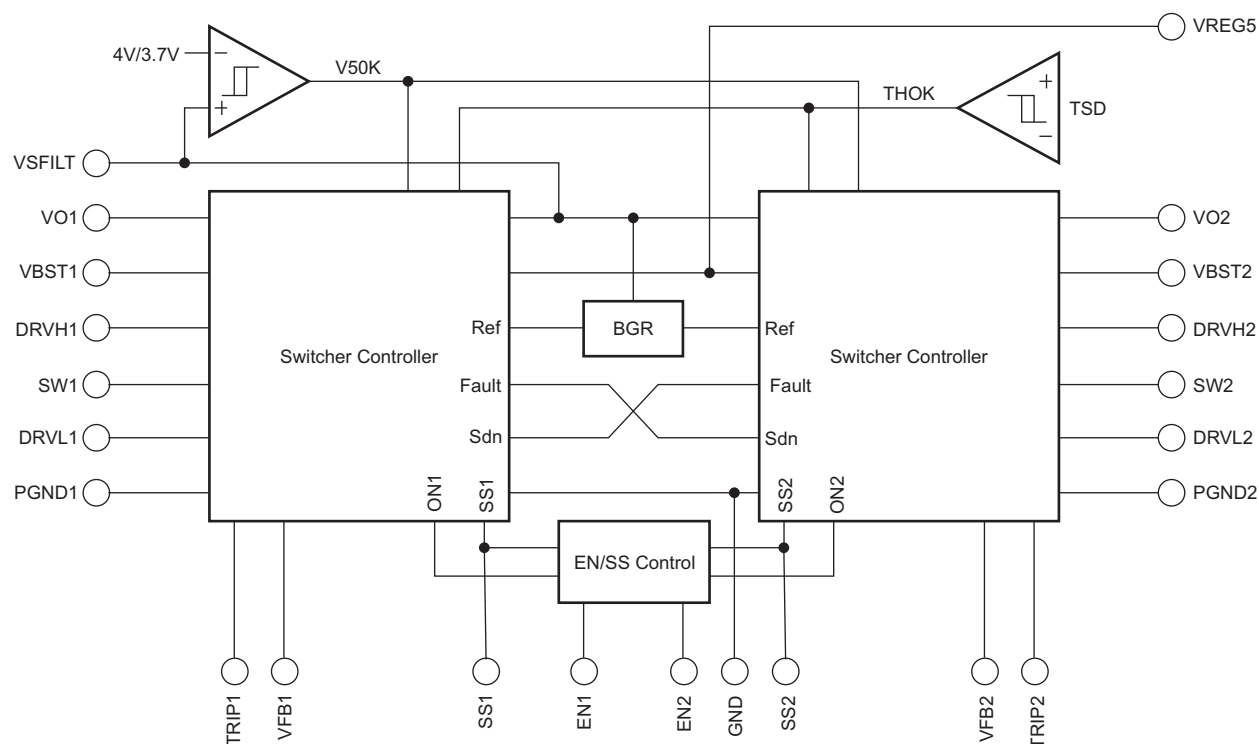 VREG5
4V/3.7V
−
+
V50K
THOK
+
−
TSD
VSFILT
VO1
VO2
VBST1
VBST2
DRVH1
Ref
BGR
Ref
DRVH2
Switcher Controller
Switcher Controller
SW1
Fault
Fault
SW2
DRVL1
Sdn
Sdn
DRVL2
PGND1
ON1
SS1
SS2
ON2
PGND2
EN/SS Control
TRIP1
VFB1
SS1
EN1
EN2
GND
SS2
VFB2
TRIP2